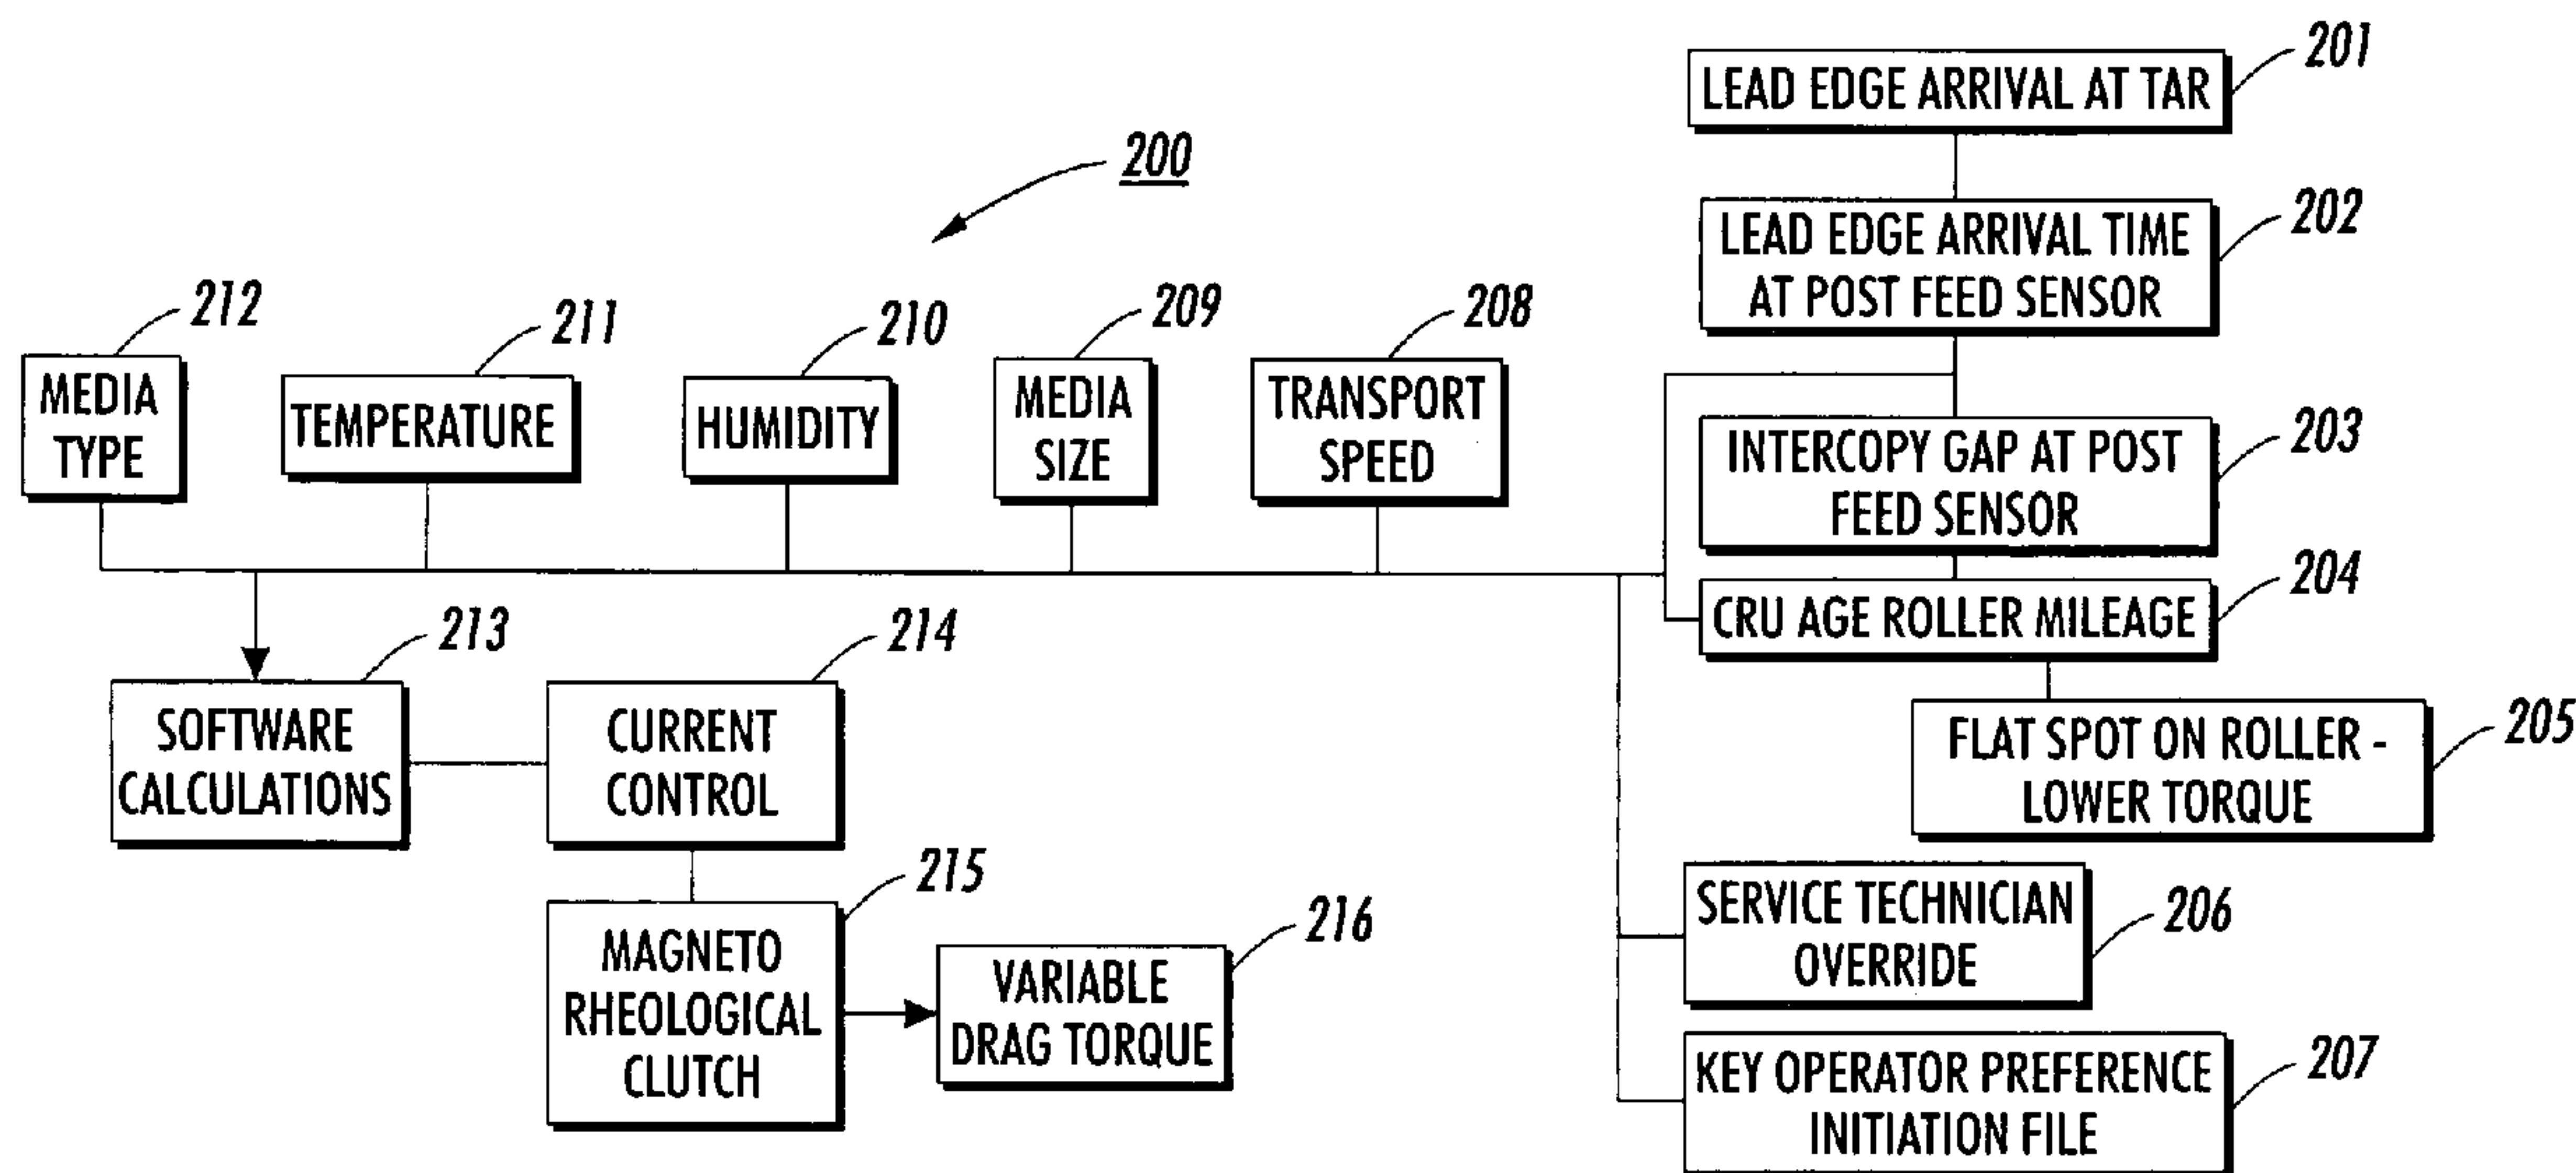 201
LEAD EDGE ARRIVAL AT TAR
200
202
LEAD EDGE ARRIVAL TIME
AT POST FEED SENSOR
212
MEDIA
TYPE
211
TEMPERATURE
210
HUMIDITY
209
MEDIA
SIZE
208
TRANSPORT
SPEED
203
INTERCOPY GAP AT POST
FEED SENSOR
204
CRU AGE ROLLER MILEAGE
205
FLAT SPOT ON ROLLER -
LOWER TORQUE
213
SOFTWARE
CALCULATIONS
214
CURRENT
CONTROL
215
MAGNETO
RHEOLOGICAL
CLUTCH
216
VARIABLE
DRAG TORQUE
206
SERVICE TECHNICIAN
OVERRIDE
207
KEY OPERATOR PREFERENCE
INITIATION FILE